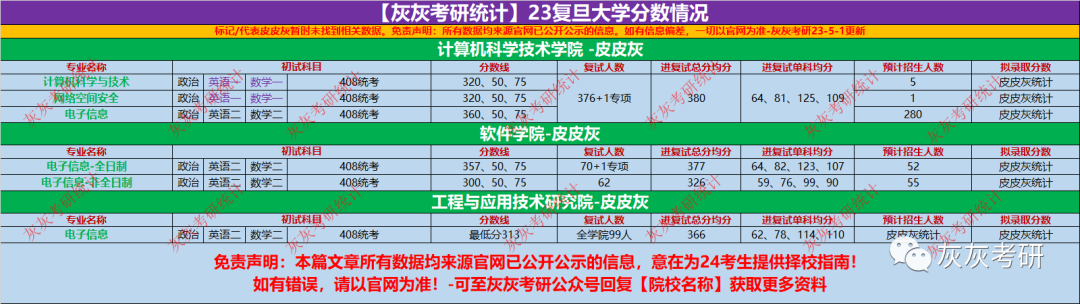 【灰灰考研统计】23复旦大学分数情况
标记/代表皮皮灰暂时未找到相关数据。免责声明：所有数据均来源官网已公开公示的信息。如有信息偏差，一切以官网为准-灰灰考研23-5-1更新
计算机科学技术学院 -皮皮灰
专业名称 初试科目 分数线 复试人数 进复试总分均分 进复试单科均分 预计招生人数 拟录取分数
计算机科学与技术 政治 英语一 数学一 408统考 320、50、75 376+1专项 380 64、81、125、109 5 皮皮灰统计
网络空间安全 政治 英语一 数学一 408统考 320、50、75 1 皮皮灰统计
电子信息 政治 英语二 数学二 408统考 360、50、75 280 皮皮灰统计
软件学院-皮皮灰
专业名称 初试科目 分数线 复试人数 进复试总分均分 进复试单科均分 预计招生人数 拟录取分数
电子信息-全日制 政治 英语二 数学二 408统考 357、50、75 70+1专项 377 64、82、123、107 52 皮皮灰统计
电子信息-非全日制 政治 英语二 数学二 408统考 300、50、75 62 326 59、76、99、90 55 皮皮灰统计
工程与应用技术研究院-皮皮灰
专业名称 初试科目 分数线 复试人数 进复试总分均分 进复试单科均分 预计招生人数 拟录取分数
电子信息 政治 英语二 数学二 408统考 最低分313 全学院99人 366 62、78、114、110 皮皮灰统计 皮皮灰统计
免责声明：本篇文章所有数据均来源官网已公开公示的信息，意在为24考生提供择校指南！
如有错误，请以官网为准！-可至灰灰考研公众号回复【院校名称】获取更多资料
灰灰考研
灰灰考研统计